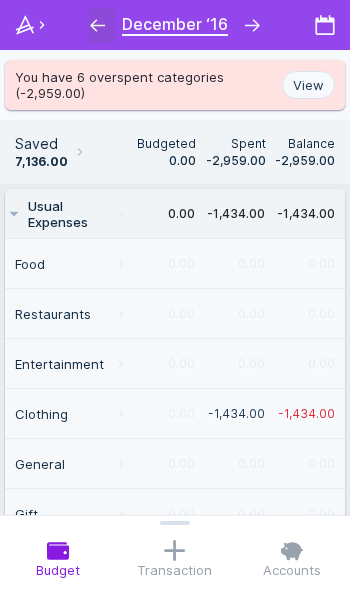 December ‘16
You have 6 overspent categories
(-2,959.00)
View
Saved Budgeted Spent Balance
7,136.00 0.00 -2,959.00 -2,959.00
Usual
Expenses 0.00 -1,434.00 -1,434.00
Food 0.00 0.00 0.00
Restaurants 0.00 0.00 0.00
Entertainment 0.00 0.00 0.00
Clothing 0.00 -1,434.00 -1,434.00
General 0.00 0.00 0.00
Gift 0.00 0.00 0.00
Budget Transaction Accounts